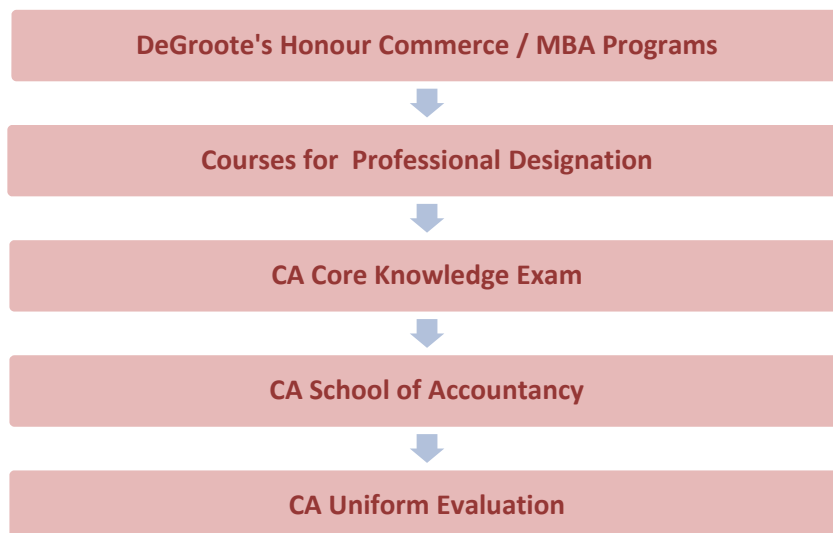 DeGroote's Honour Commerce / MBA Programs
Courses for  Professional Designation
CA Core Knowledge Exam
CA School of Accountancy
CA Uniform Evaluation